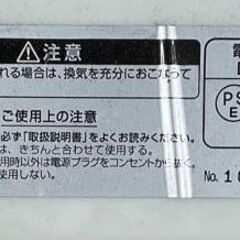 注意
れる場合は、換気を充分におこなって
ご使用上の注意
必ず「取扱説明書」をよくお読みください。
は、きちんと合わせて使用する。
用時以外は電源プラグをコンセントから抜く。
使用しない。
電
PS
E
No. 10